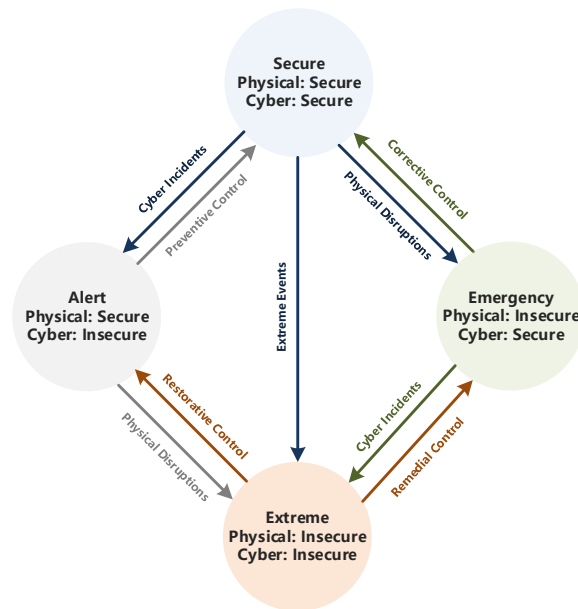 Secure
Physical: Secure
Cyber: Secure
Cyber Incidents
Preventive Control
Extreme Events
Corrective Control
Physical Disruptions
Alert
Physical: Secure
Cyber: Insecure
Emergency
Physical: Insecure
Cyber: Secure
Restorative Control
Physical Disruptions
Cyber Incidents
Remedial Control
Extreme
Physical: Insecure
Cyber: Insecure